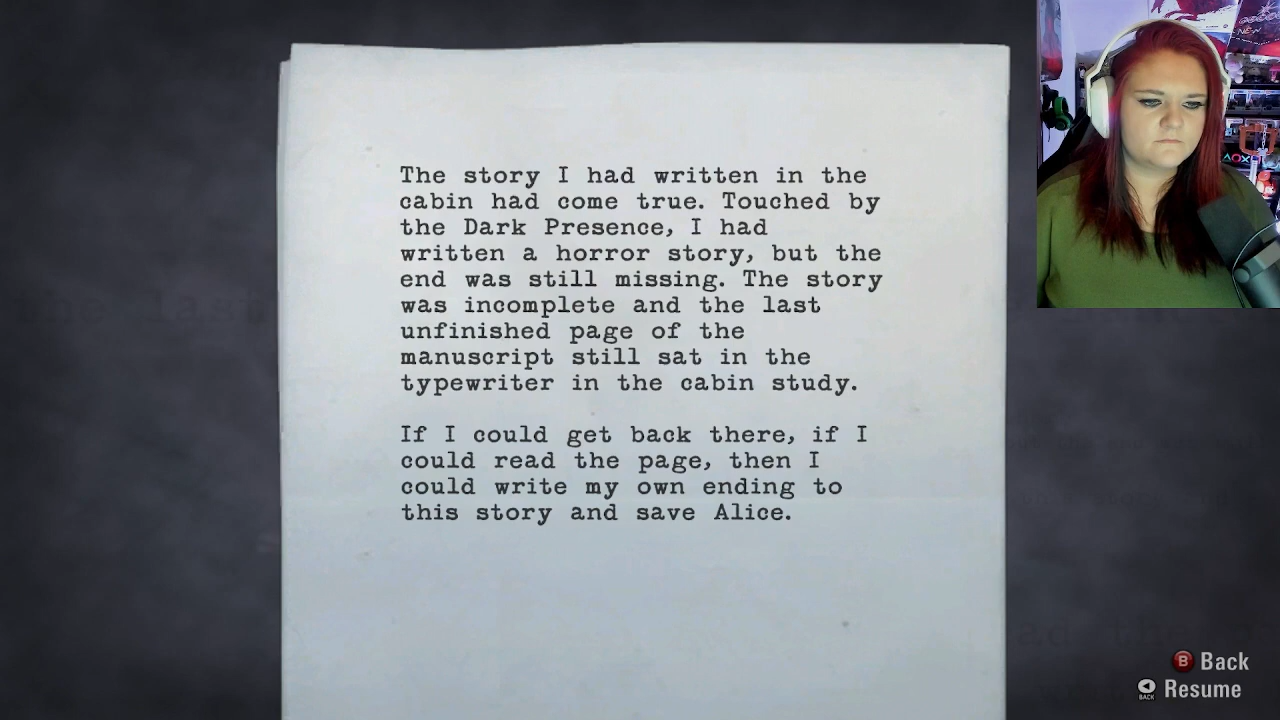 The story I had written in the
cabin had come true. Touched by
the Dark Presence, I had
written a horror story, but the
end was still missing. The story
was incomplete and the last
unfinished page of the
manuscript still sat in the
typewriter in the cabin study.
If I could get back there, if I
could read the page, then I
could write my own ending to
this story and save Alice.
B Back
BACK Resume